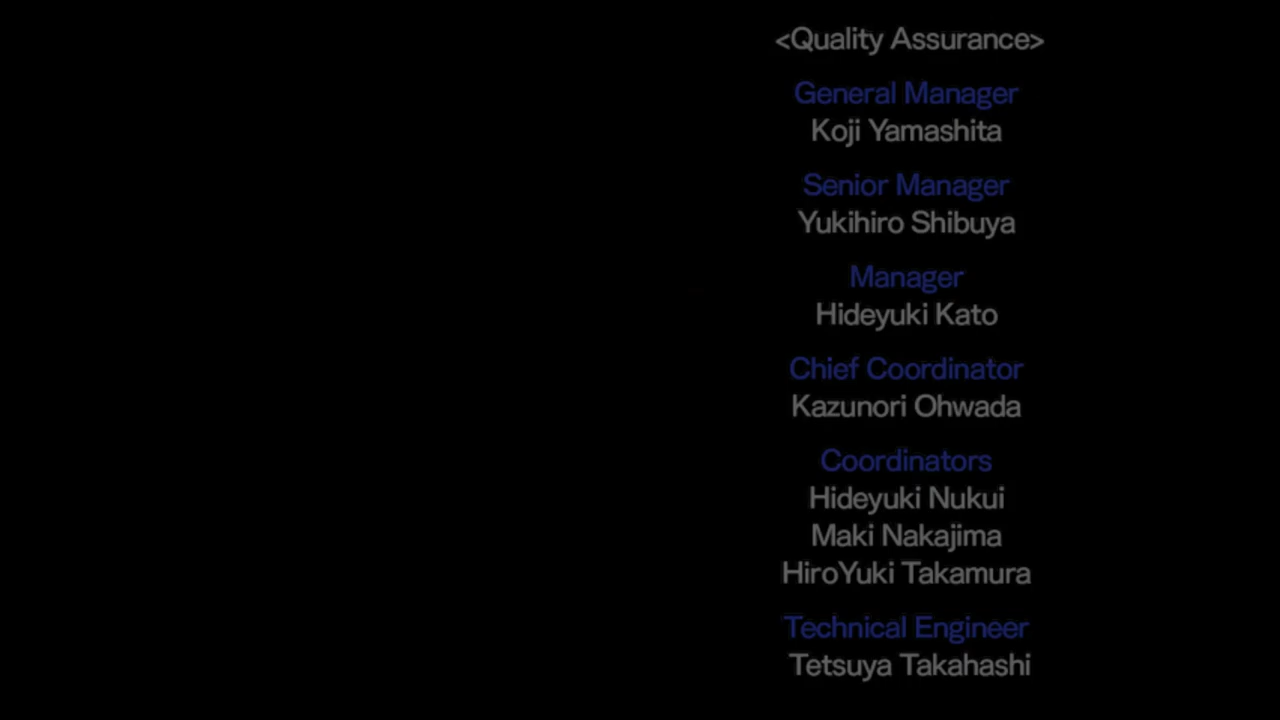 <Quality Assurance>
General Manager
Koji Yamashita
Senior Manager
Yukihiro Shibuya
Manager
Hideyuki Kato
Chief Coordinator
Kazunori Ohwada
Coordinators
Hideyuki Nukui
Maki Nakajima
HiroYuki Takamura
Technical Engineer
Tetsuya Takahashi